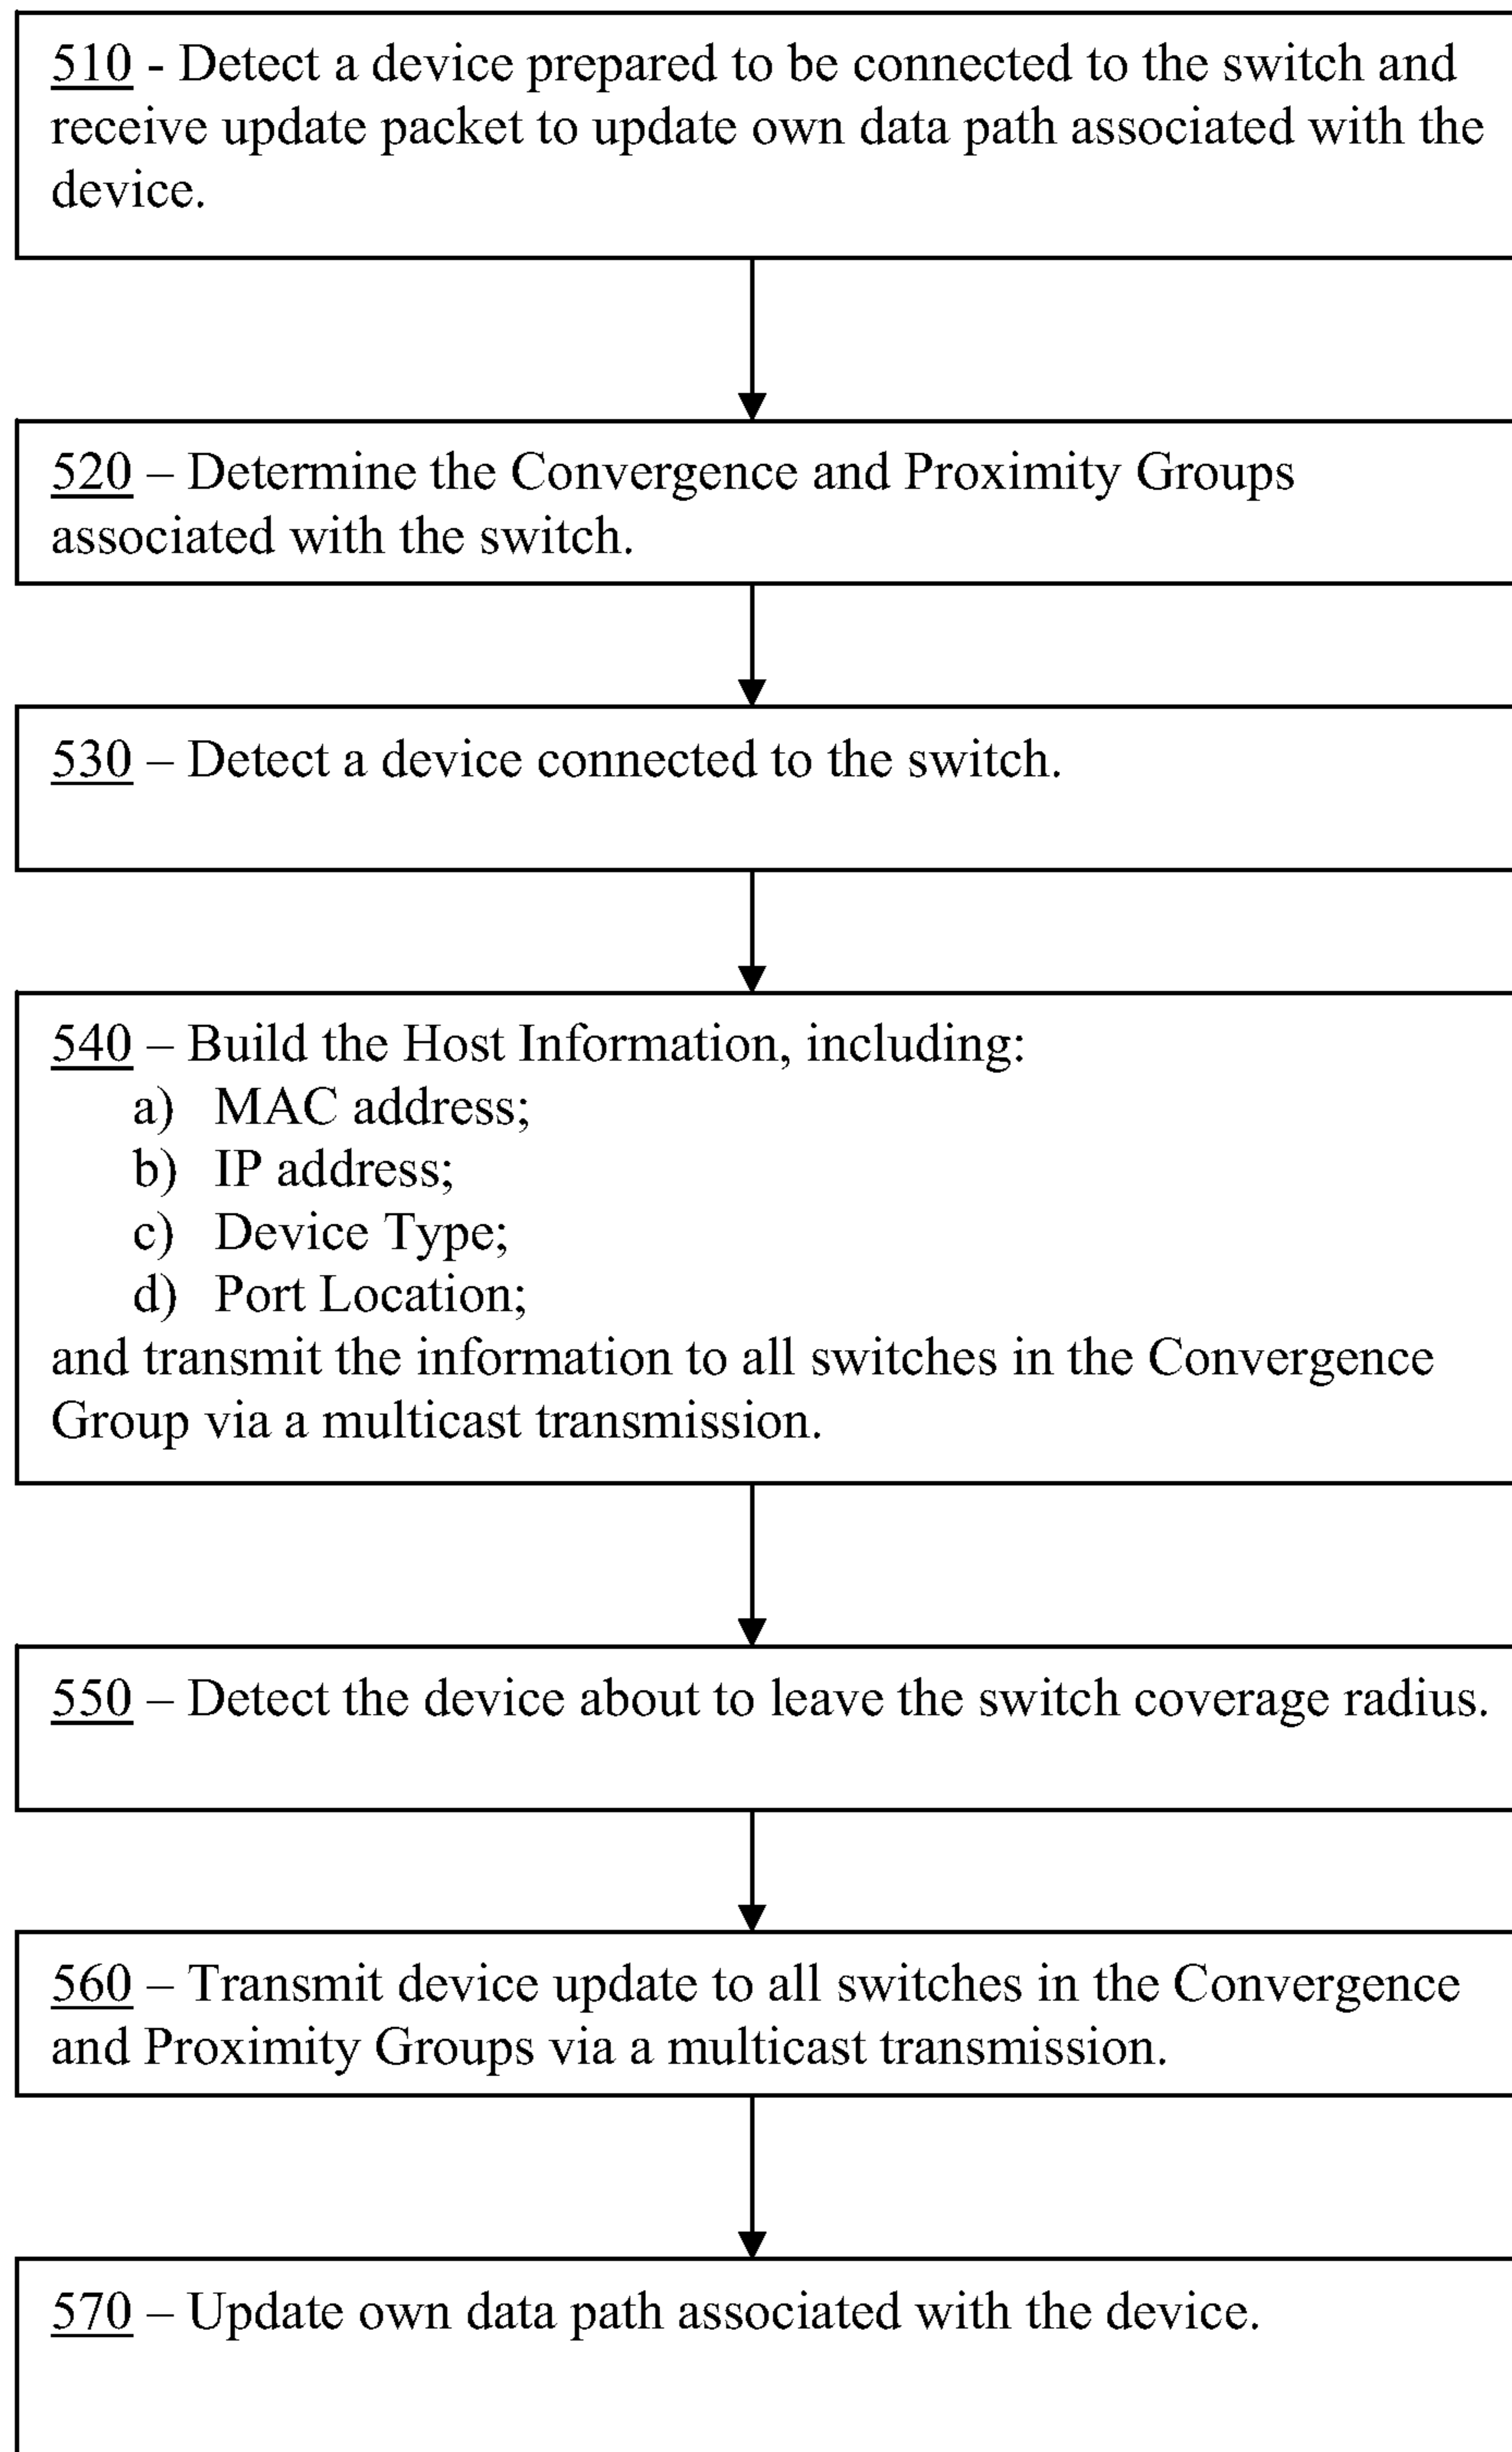 510 - Detect a device prepared to be connected to the switch and
receive update packet to update own data path associated with the
device.
520 – Determine the Convergence and Proximity Groups
associated with the switch.
530 – Detect a device connected to the switch.
540 – Build the Host Information, including:
a) MAC address;
b) IP address;
c) Device Type;
d) Port Location;
and transmit the information to all switches in the Convergence
Group via a multicast transmission.
550 – Detect the device about to leave the switch coverage radius.
560 – Transmit device update to all switches in the Convergence
and Proximity Groups via a multicast transmission.
570 – Update own data path associated with the device.